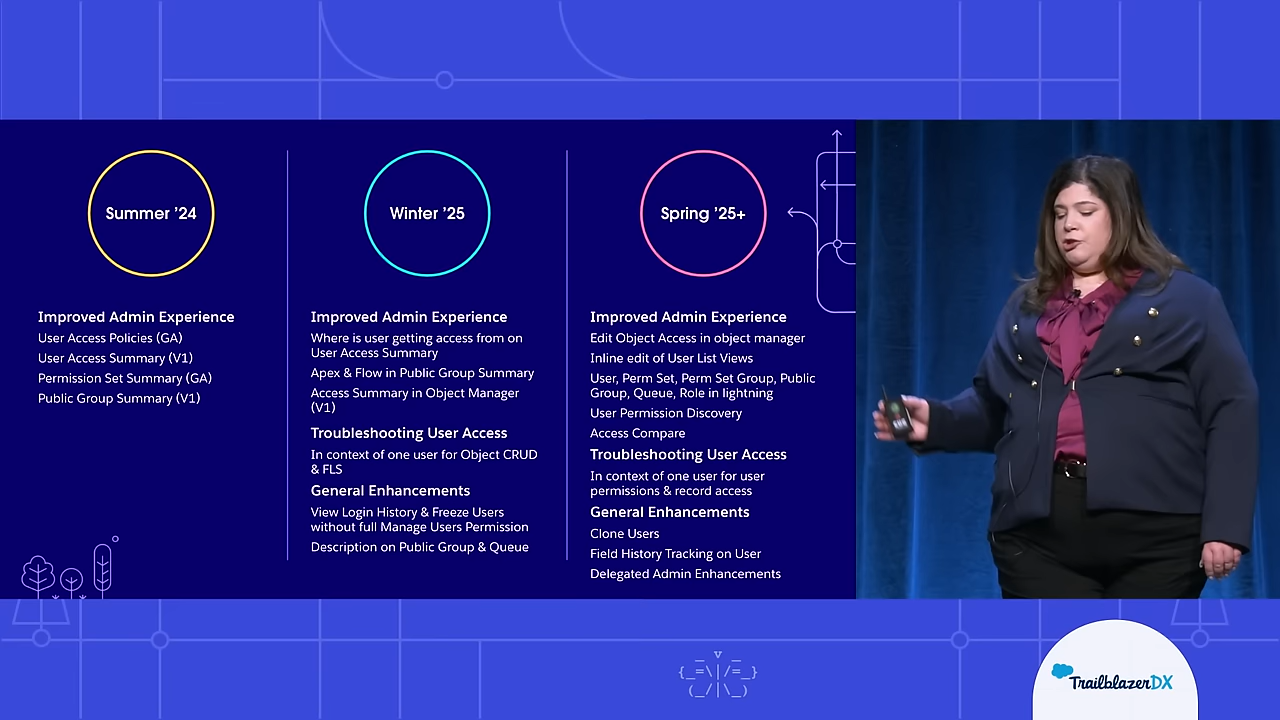 Summer ’24
Improved Admin Experience
User Access Policies (GA)
User Access Summary (V1)
Permission Set Summary (GA)
Public Group Summary (V1)
Winter ’25
Improved Admin Experience
Where is user getting access from on
User Access Summary
Apex & Flow in Public Group Summary
Access Summary in Object Manager
(V1)
Troubleshooting User Access
In context of one user for Object CRUD
& FLS
General Enhancements
View Login History & Freeze Users
without full Manage Users Permission
Description on Public Group & Queue
Spring ’25+
Improved Admin Experience
Edit Object Access in object manager
Inline edit of User List Views
User, Perm Set, Perm Set Group, Public
Group, Queue, Role in lightning
User Permission Discovery
Access Compare
Troubleshooting User Access
In context of one user for user
permissions & record access
General Enhancements
Clone Users
Field History Tracking on User
Delegated Admin Enhancements
TrailblazerDX